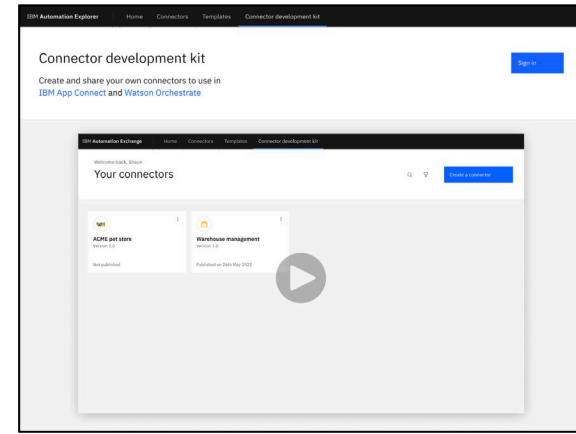 IBM Automation Explorer Home Connectors Templates Connector development kit
Connector development kit
Sign in
Create and share your own connectors to use in
IBM App Connect and Watson Orchestrate
IBM Automation Exchange Home Connectors Templates Connector development kit
Welcome back, Shaun
Your connectors
Create a connector
ACME pet store
Version 1.0
Not published
Warehouse management
Version 1.0
Published on 26th May 2022